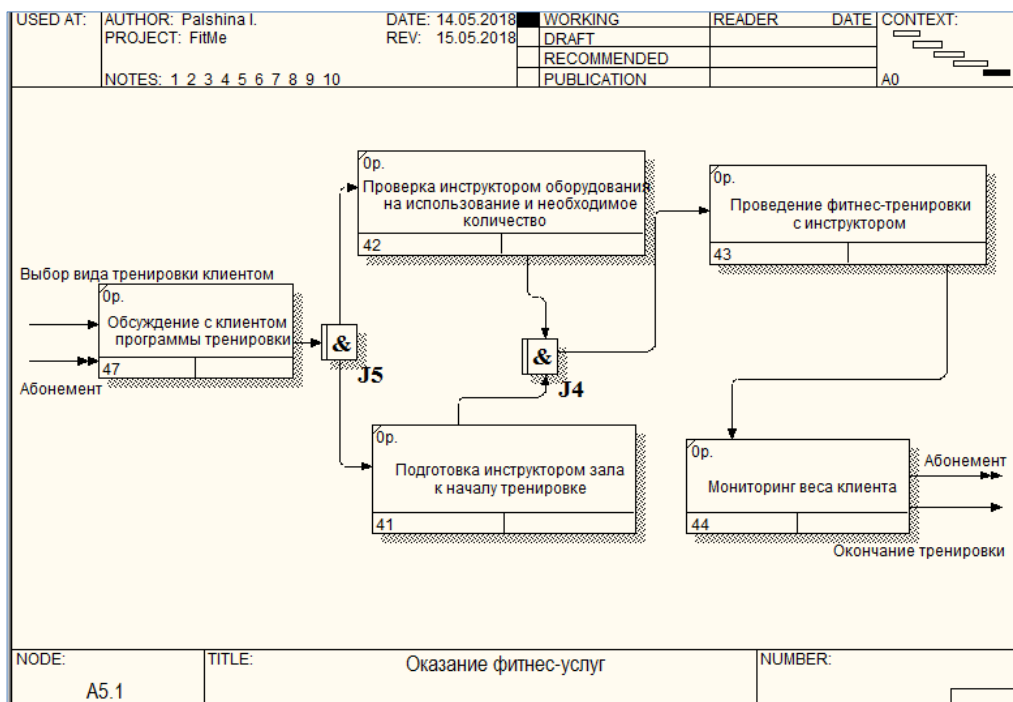 USED AT:
AUTHOR: Palshina I.
DATE: 14.05.2018
PROJECT: FitMe
REV: 15.05.2018
NOTES: 1 2 3 4 5 6 7 8 9 10
WORKING
DRAFT
RECOMMENDED
PUBLICATION
READER
DATE
CONTEXT:
A0
0р.
Проверка инструктором оборудования
на использование и необходимое
количество
42
0р.
Проведение фитнес-тренировки
с инструктором
43
Выбор вида тренировки клиентом
0р.
Обсуждение с клиентом
программы тренировки
47
Абонемент
&
J5
&
J4
0р.
Подготовка инструктором зала
к началу тренировке
41
0р.
Мониторинг веса клиента
44
Абонемент
Окончание тренировки
NODE:
A5.1
TITLE:
Оказание фитнес-услуг
NUMBER: